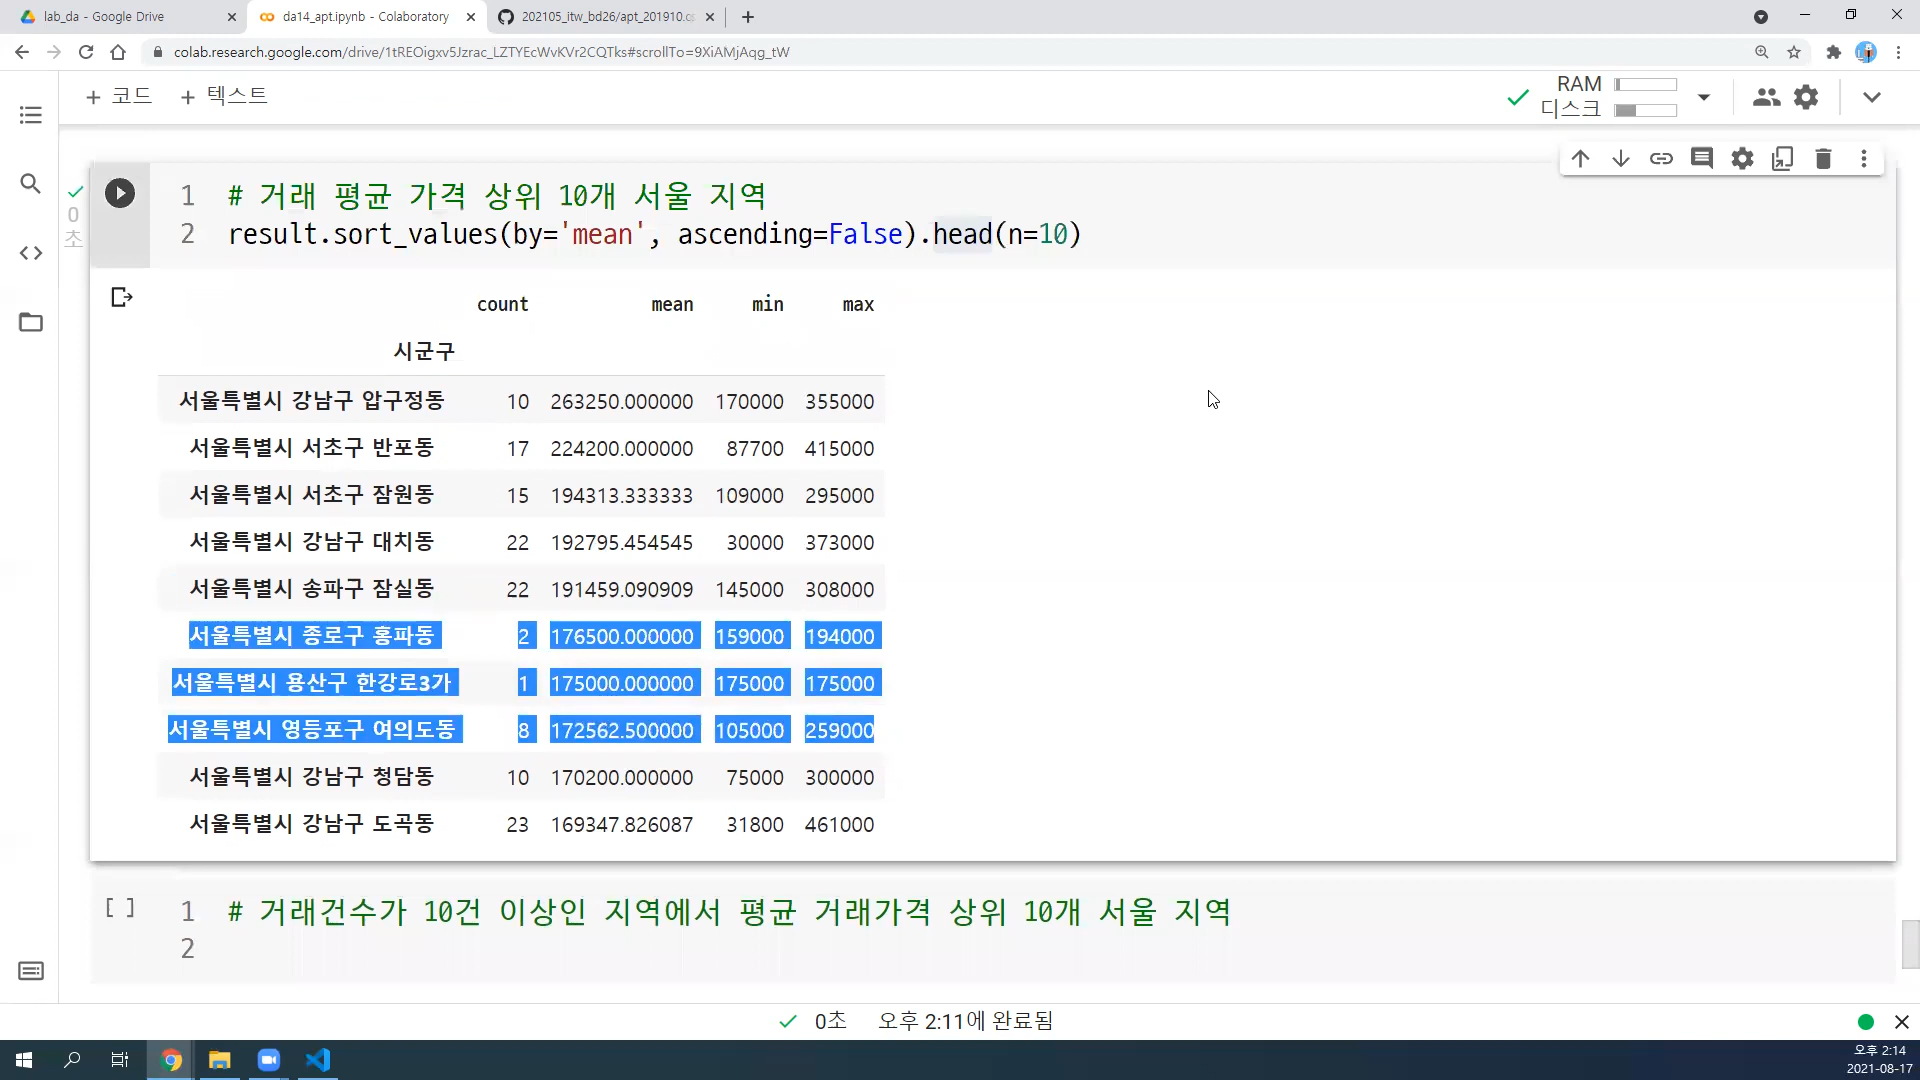 lab_da - Google Drive
da14_apt.ipynb - Colaboratory
202105_itw_bd26/apt_201910.cs
colab.research.google.com/drive/1tREOigxv5Jzrac_LZTYEcWvKVr2CQTks#scrollTo=9XiAMjAqg_tW
+ 코드 + 텍스트
RAM
디스크
0
초
1 # 거래 평균 가격 상위 10개 서울 지역
2 result.sort_values(by='mean', ascending=False).head(n=10)
count mean min max
시군구
서울특별시 강남구 압구정동 10 263250.000000 170000 355000
서울특별시 서초구 반포동 17 224200.000000 87700 415000
서울특별시 서초구 잠원동 15 194313.333333 109000 295000
서울특별시 강남구 대치동 22 192795.454545 30000 373000
서울특별시 송파구 잠실동 22 191459.090909 145000 308000
서울특별시 종로구 홍파동 2 176500.000000 159000 194000
서울특별시 용산구 한강로3가 1 175000.000000 175000 175000
서울특별시 영등포구 여의도동 8 172562.500000 105000 259000
서울특별시 강남구 청담동 10 170200.000000 75000 300000
서울특별시 강남구 도곡동 23 169347.826087 31800 461000
[ ] 1 # 거래건수가 10건 이상인 지역에서 평균 거래가격 상위 10개 서울 지역
2
0초 오후 2:11에 완료됨
오후 2:14
2021-08-17